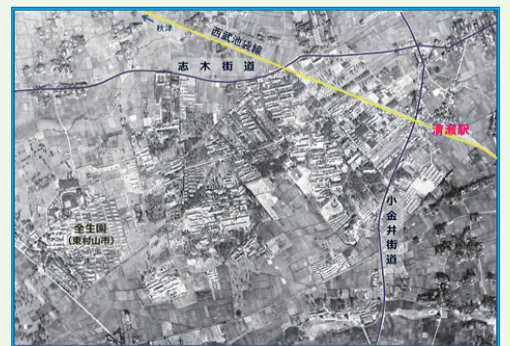 秋津
西武池袋線
志木街道
清瀬駅
小金井街道
全生園
(東村山市)